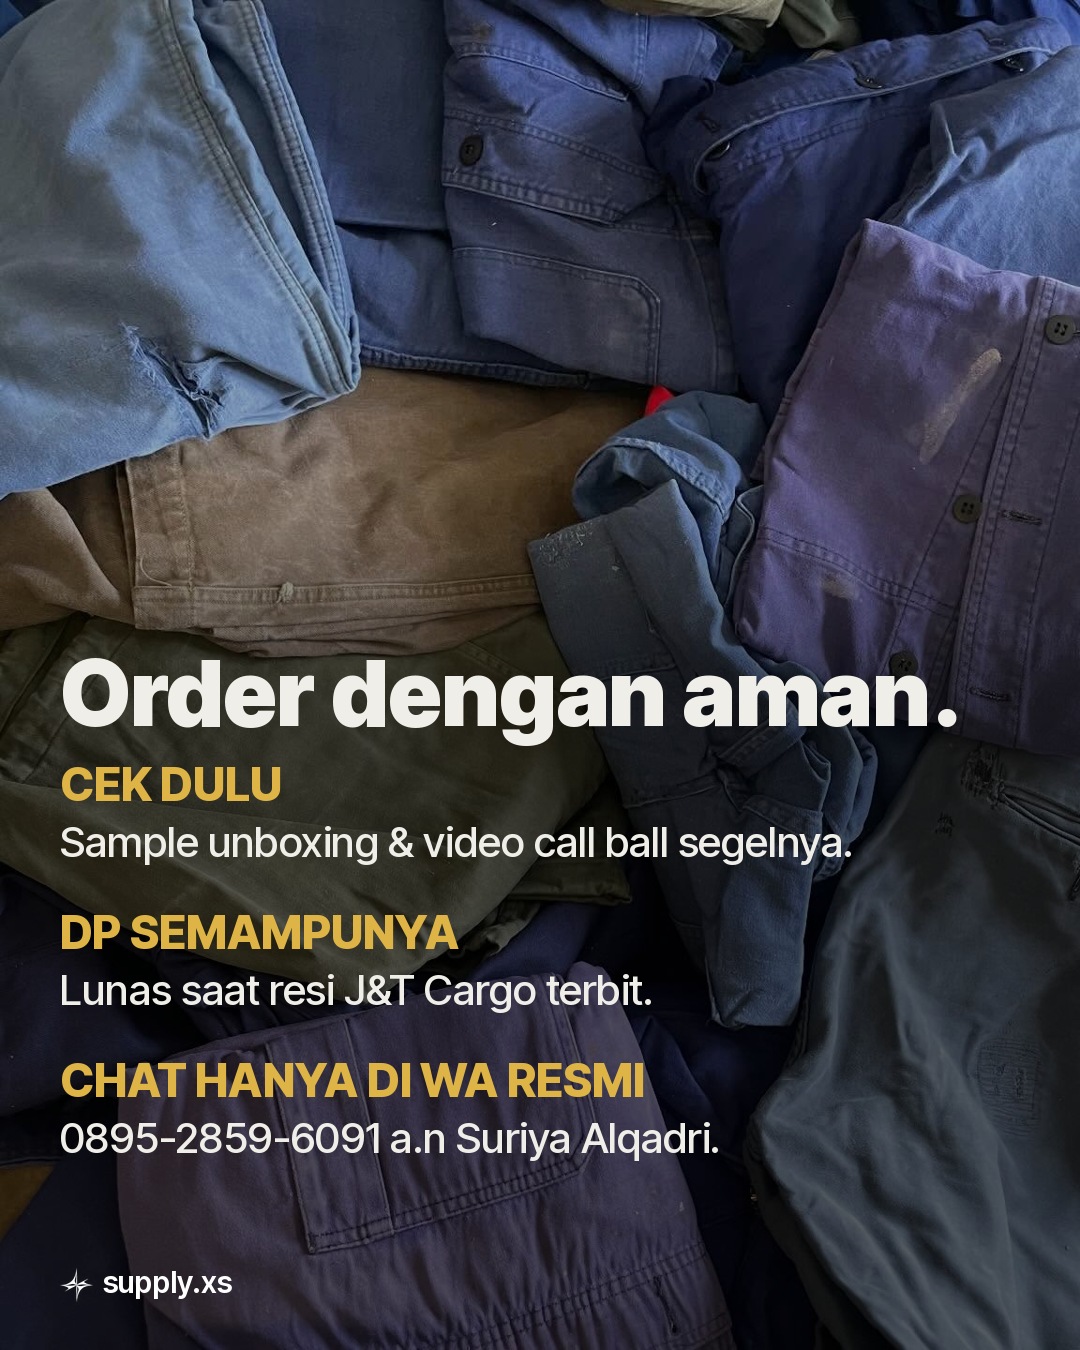 Order dengan aman.
CEK DULU
Sample unboxing & video call ball segelnya.
DP SEMAMPUNYA
Lunas saat resi J&T Cargo terbit.
CHAT HANYA DI WA RESMI
0895-2859-6091 a.n Suriya Alqadri.
supply.xs